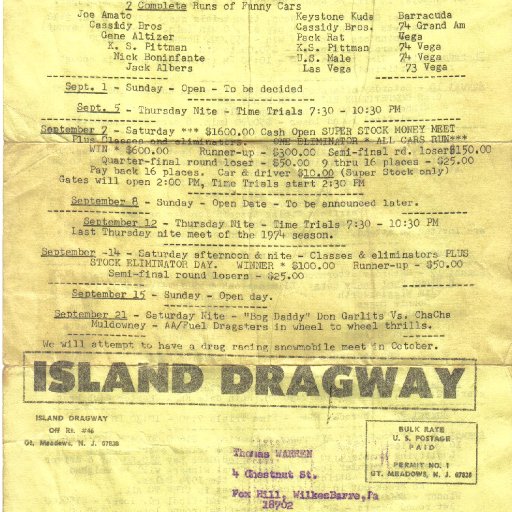 2 Complete Runs of Funny Cars
Joe Amato Keystone Kuda Barracuda
Cassidy Bros Cassidy Bros. 74 Grand Am
Gene Altizer Pack Rat Vega
K. S. Pittman K.S. Pittman 74 Vega
Nick Boninfante U.S. Male 74 Vega
Jack Albers Las Vega 73 Vega
Sept. 1 - Sunday - Open - To be decided
Sept. 5 - Thursday Nite - Time Trials 7:30 - 10:30 PM
September 7 - Saturday *** $1600.00 Cash Open SUPER STOCK MONEY MEET
Plus Classes and eliminators. ONE ELIMINATOR * ALL CARS RUN***
WIN * $600.00 Runner-up - $300.00 Semi-final rd. loser $150.00
Quarter-final round loser - $50.00 9 thru 16 places - $25.00
Pay back 16 places. Car & driver $10.00 (Super Stock only)
Gates will open 2:00 PM, Time Trials start 2:30 PM
September 8 - Sunday - Open Date - To be announced later.
September 12 - Thursday Nite - Time Trials 7:30 - 10:30 PM
Last Thursday nite meet of the 1974 season.
September -14 - Saturday afternoon & nite - Classes & eliminators PLUS
STOCK ELIMINATOR DAY. WINNER * $100.00 Runner-up - $50.00
Semi-final round losers - $25.00
September 15 - Sunday - Open day.
September 21 - Saturday Nite - "Bog Daddy" Don Garlits Vs. ChaChs
Muldowney - AA/Fuel Dragsters in wheel to wheel thrills.
We will attempt to have a drag racing snowmobile meet in October.
ISLAND DRAGWAY
ISLAND DRAGWAY
Off Rt. #46
Gt. Meadows, N. J. 07838
BULK RATE
U. S. POSTAGE
PAID
PERMIT NO. 1
GT. MEADOWS, N. J. 07838
Thomas WARREN
4 Chestnut St.
Fox Hill, WilkesBarre,Pa
18702